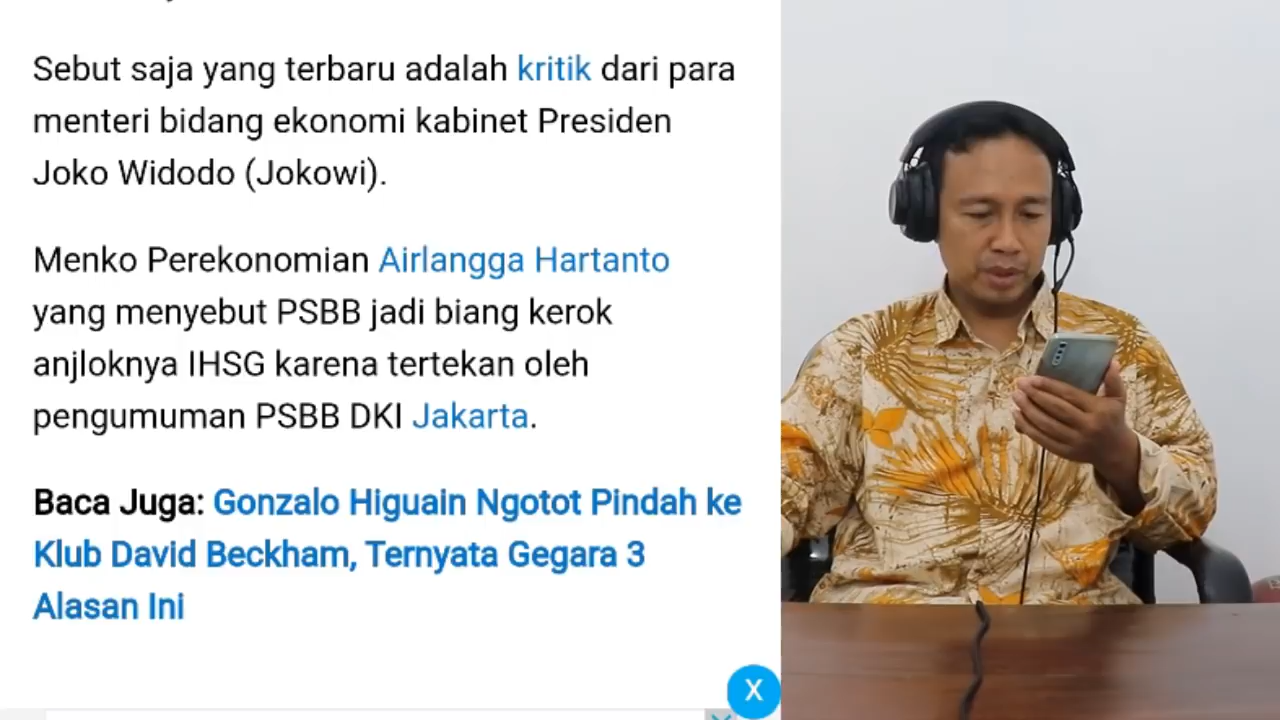 Sebut saja yang terbaru adalah kritik dari para
menteri bidang ekonomi kabinet Presiden
Joko Widodo (Jokowi).
Menko Perekonomian Airlangga Hartanto
yang menyebut PSBB jadi biang kerok
anjloknya IHSG karena tertekan oleh
pengumuman PSBB DKI Jakarta.
Baca Juga: Gonzalo Higuain Ngotot Pindah ke
Klub David Beckham, Ternyata Gegara 3
Alasan Ini
X